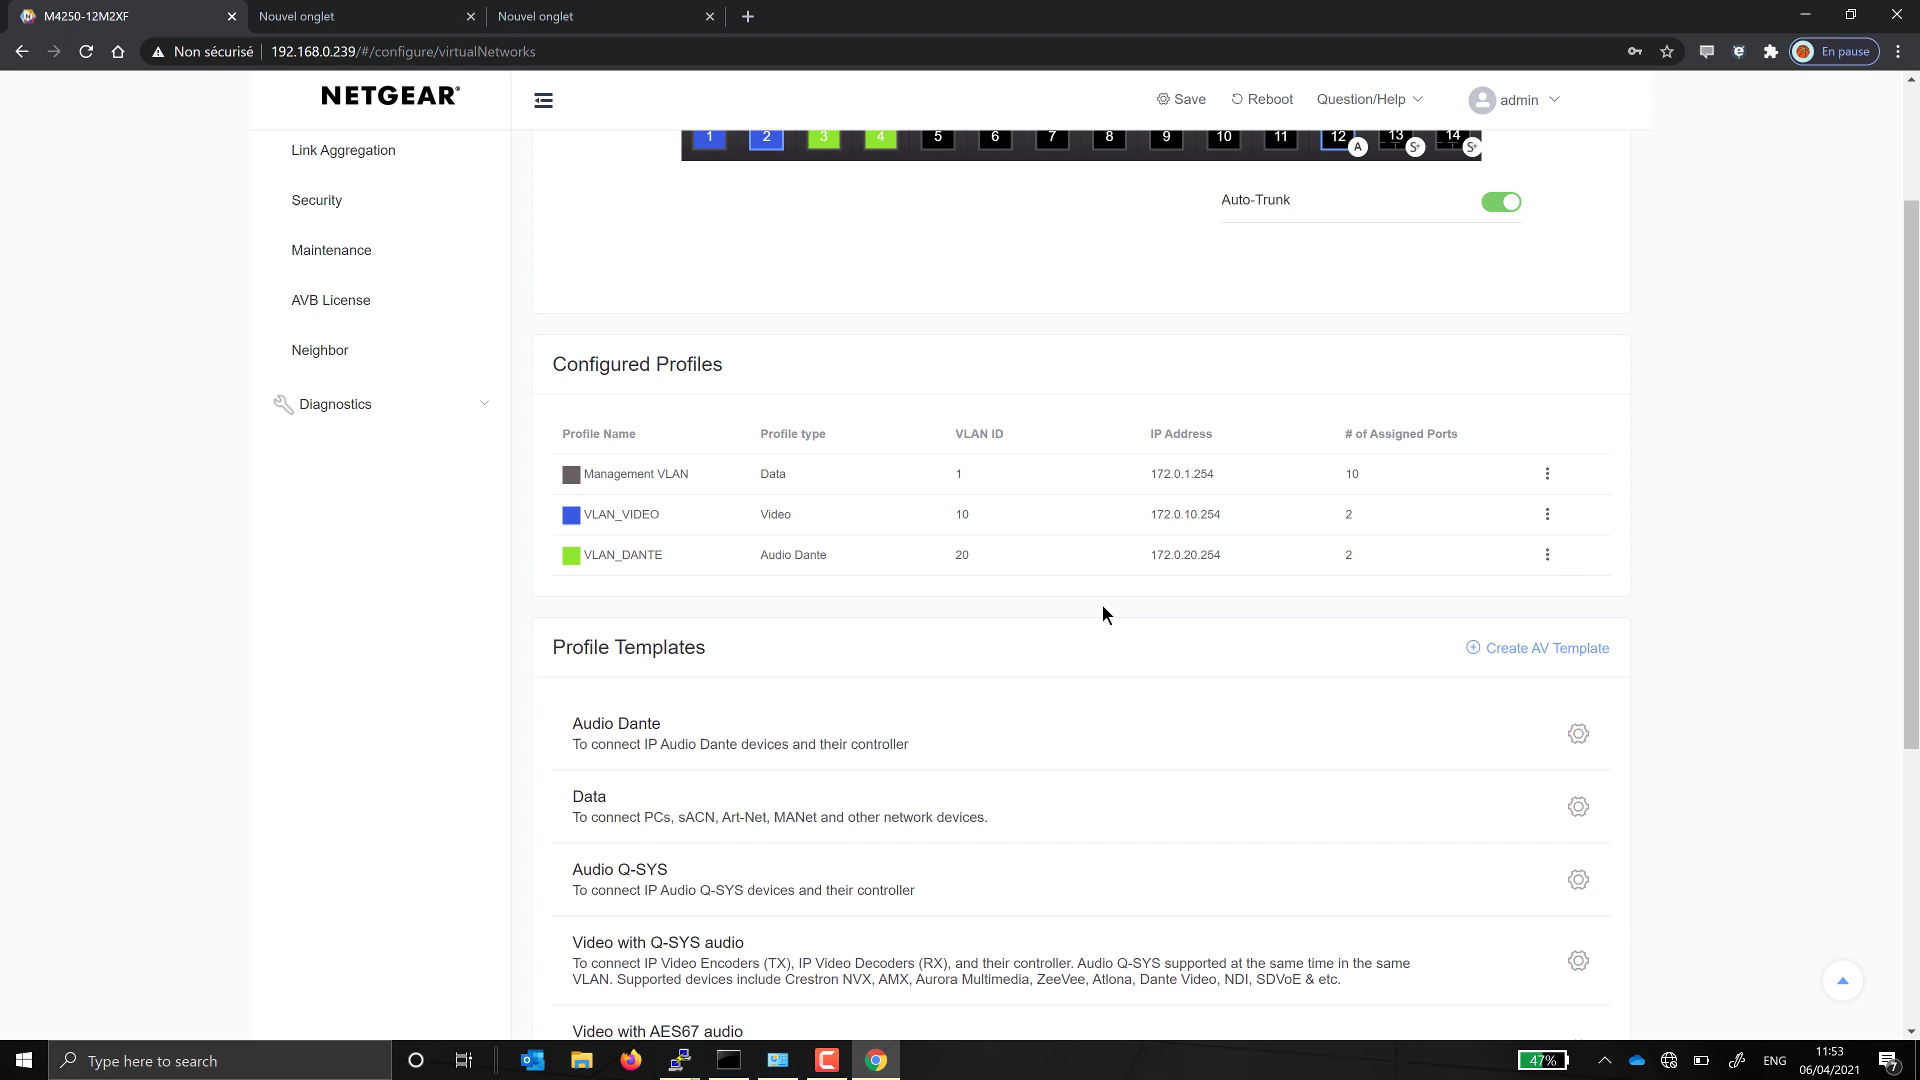 M4250-12M2XF
Nouvel onglet
Nouvel onglet
Non sécurisé
192.168.0.239/#/configure/virtualNetworks
En pause
NETGEAR
Save
Reboot
Question/Help
admin
1 2 3 4 5 6 7 8 9 10 11 12 13 14
A S+ S+
Link Aggregation
Security
Maintenance
AVB License
Neighbor
Diagnostics
Auto-Trunk
Configured Profiles
Profile Name Profile type VLAN ID IP Address # of Assigned Ports
Management VLAN Data 1 172.0.1.254 10
VLAN_VIDEO Video 10 172.0.10.254 2
VLAN_DANTE Audio Dante 20 172.0.20.254 2
Profile Templates
Create AV Template
Audio Dante
To connect IP Audio Dante devices and their controller
Data
To connect PCs, sACN, Art-Net, MANet and other network devices.
Audio Q-SYS
To connect IP Audio Q-SYS devices and their controller
Video with Q-SYS audio
To connect IP Video Encoders (TX), IP Video Decoders (RX), and their controller. Audio Q-SYS supported at the same time in the same
VLAN. Supported devices include Crestron NVX, AMX, Aurora Multimedia, ZeeVee, Atlona, Dante Video, NDI, SDVoE & etc.
Video with AES67 audio
Type here to search
47%
ENG
11:53
06/04/2021
7